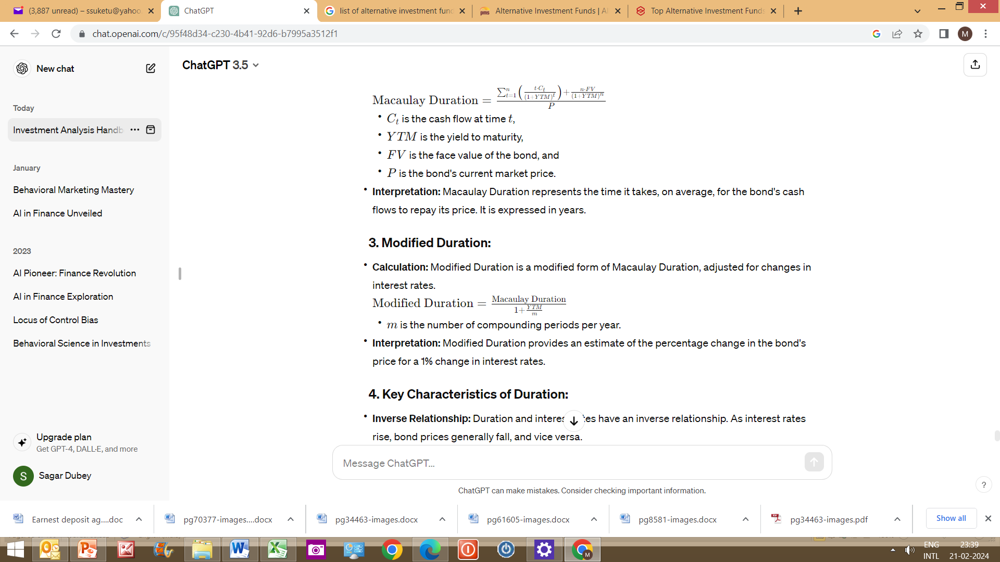 (3,887 unread) – ssuketu@yahoo.
ChatGPT
list of alternative investment fund
Alternative Investment Funds | Al
Top Alternative Investment Funds
chat.openai.com/c/95f48d34-c230-4b41-92d6-b7995a3512f1
M
New chat
ChatGPT 3.5
Today
Investment Analysis Handb
January
Behavioral Marketing Mastery
AI in Finance Unveiled
2023
AI Pioneer: Finance Revolution
AI in Finance Exploration
Locus of Control Bias
Behavioral Science in Investments
Upgrade plan
Get GPT-4, DALL·E, and more
S
Sagar Dubey
Macaulay Duration = \frac{\sum_{t=1}^{n} \left( \frac{t \cdot C_t}{(1+YTM)^t} \right) + \frac{n \cdot FV}{(1+YTM)^n}}{P}
• C_t is the cash flow at time t,
• YTM is the yield to maturity,
• FV is the face value of the bond, and
• P is the bond's current market price.
• Interpretation: Macaulay Duration represents the time it takes, on average, for the bond's cash
flows to repay its price. It is expressed in years.
3. Modified Duration:
• Calculation: Modified Duration is a modified form of Macaulay Duration, adjusted for changes in
interest rates.
Modified Duration = \frac{Macaulay Duration}{1+\frac{YTM}{m}}
• m is the number of compounding periods per year.
• Interpretation: Modified Duration provides an estimate of the percentage change in the bond's
price for a 1% change in interest rates.
4. Key Characteristics of Duration:
• Inverse Relationship: Duration and interes tes have an inverse relationship. As interest rates
rise, bond prices generally fall, and vice versa.
Message ChatGPT...
ChatGPT can make mistakes. Consider checking important information.
?
Earnest deposit ag....doc
pg70377-images....docx
pg34463-images.docx
pg61605-images.docx
pg8581-images.docx
pg34463-images.pdf
Show all
ENG
INTL
23:39
21-02-2024